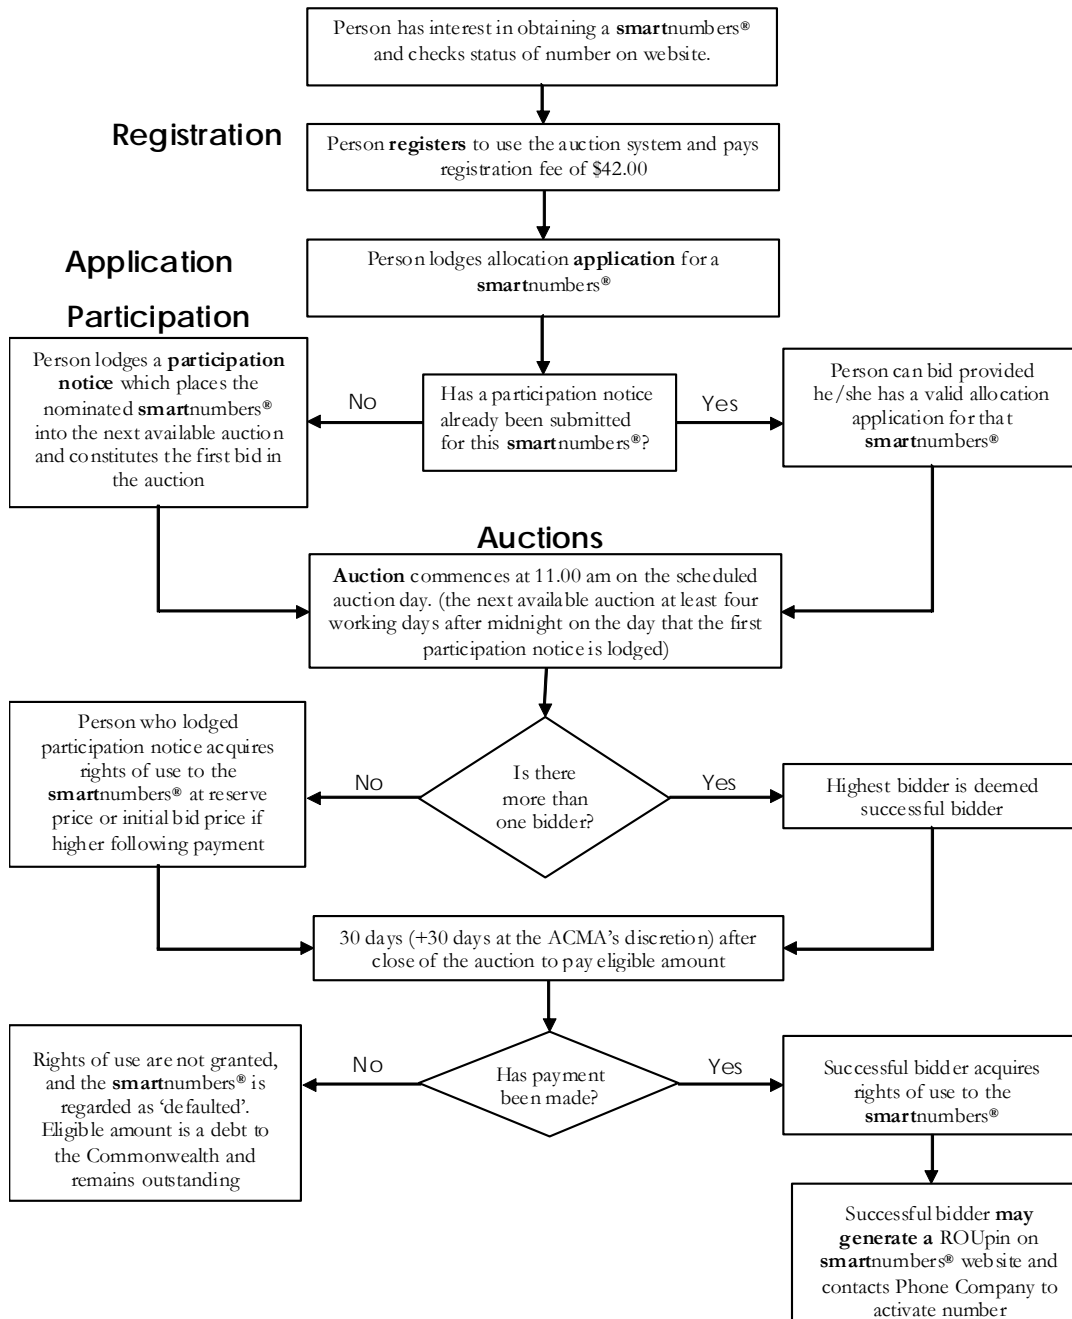 Person has interest in obtaining a smartnumbers®
and checks status of number on website.
Registration
Person registers to use the auction system and pays
registration fee of $42.00
Application
Person lodges allocation application for a
smartnumbers®
Participation
Person lodges a participation
notice which places the
nominated smartnumbers®
into the next available auction
and constitutes the first bid in
the auction
No
Has a participation notice
already been submitted
for this smartnumbers®?
Yes
Person can bid provided
he/she has a valid allocation
application for that
smartnumbers®
Auctions
Auction commences at 11.00 am on the scheduled
auction day. (the next available auction at least four
working days after midnight on the day that the first
participation notice is lodged)
Person who lodged
participation notice acquires
rights of use to the
smartnumbers® at reserve
price or initial bid price if
higher following payment
No
Is there
more than
one bidder?
Yes
Highest bidder is deemed
successful bidder
30 days (+30 days at the ACMA's discretion) after
close of the auction to pay eligible amount
Rights of use are not granted,
and the smartnumbers® is
regarded as 'defaulted'.
Eligible amount is a debt to
the Commonwealth and
remains outstanding
No
Has payment
been made?
Yes
Successful bidder acquires
rights of use to the
smartnumbers®
Successful bidder may
generate a ROUpin on
smartnumbers® website and
contacts Phone Company to
activate number